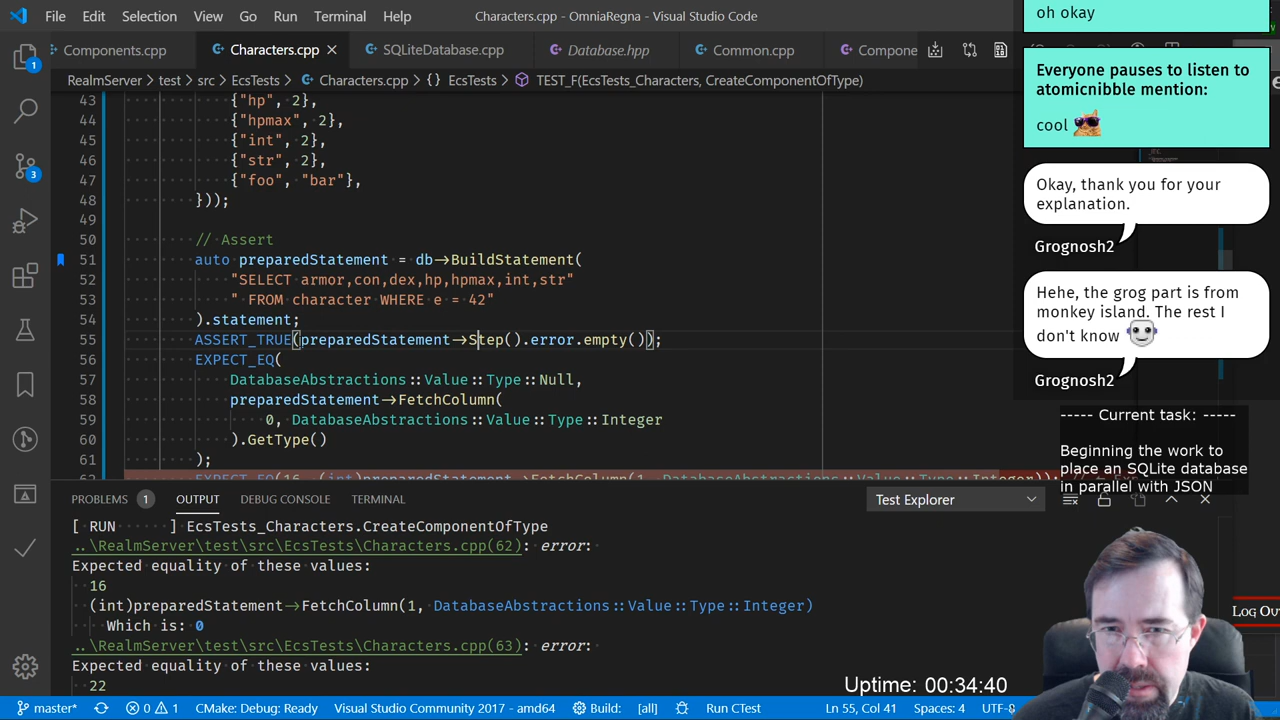 File Edit Selection View Go Run Terminal Help Characters.cpp - OmniaRegna - Visual Studio Code
Components.cpp Characters.cpp SQLiteDatabase.cpp Database.hpp Common.cpp Compone
RealmServer > test > src > EcsTests > Characters.cpp > {} EcsTests > TEST_F(EcsTests_Characters, CreateComponentOfType)
43 {"hp", 2},
44 {"hpmax", 2},
45 {"int", 2},
46 {"str", 2},
47 {"foo", "bar"},
48 }));
49
50 // Assert
51 auto preparedStatement = db->BuildStatement(
52 "SELECT armor,con,dex,hp,hpmax,int,str"
53 " FROM character WHERE e = 42"
54 ).statement;
55 ASSERT_TRUE(preparedStatement->Step().error.empty());
56 EXPECT_EQ(
57 DatabaseAbstractions::Value::Type::Null,
58 preparedStatement->FetchColumn(
59 0, DatabaseAbstractions::Value::Type::Integer
60 ).GetType()
61 );
62 EXPECT_EQ(16, (int)preparedStatement->FetchColumn(1, DatabaseAbstractions::Value::Type::Integer));
oh okay
Everyone pauses to listen to
atomicnibble mention:
cool
Okay, thank you for your
explanation.
Grognosh2
Hehe, the grog part is from
monkey island. The rest I
don't know
Grognosh2
----- Current task: -----
Beginning the work to
place an SQLite database
in parallel with JSON
PROBLEMS 1 OUTPUT DEBUG CONSOLE TERMINAL Test Explorer
[ RUN ] EcsTests_Characters.CreateComponentOfType
..\RealmServer\test\src\EcsTests\Characters.cpp(62): error:
Expected equality of these values:
16
(int)preparedStatement->FetchColumn(1, DatabaseAbstractions::Value::Type::Integer)
Which is: 0
..\RealmServer\test\src\EcsTests\Characters.cpp(63): error:
Expected equality of these values:
22
Uptime: 00:34:40
master* 0 1 CMake: Debug: Ready Visual Studio Community 2017 - amd64 Build: [all] Run CTest Ln 55, Col 41 Spaces: 4 UTF-8